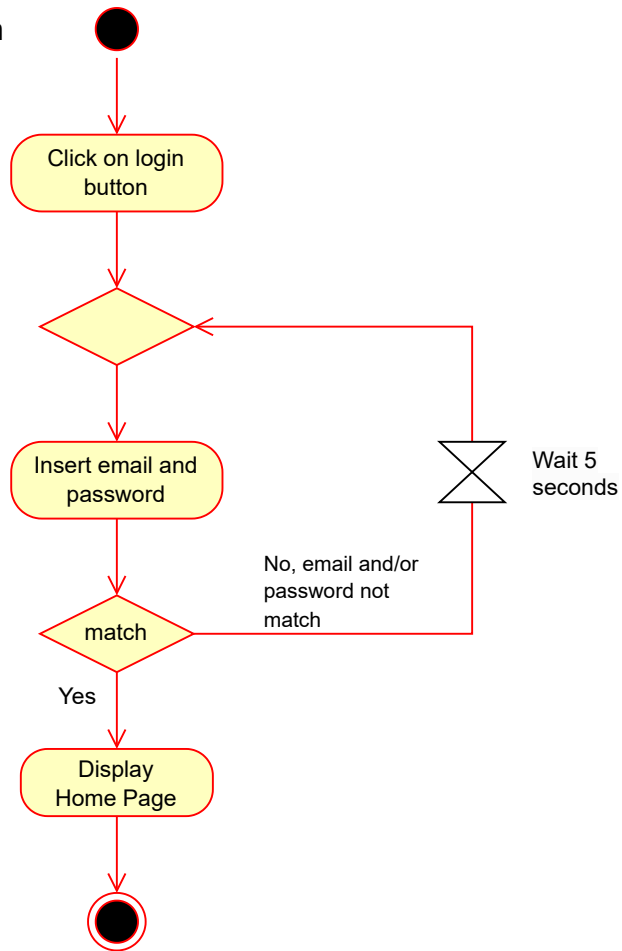 Click on login
button
Insert email and
password
Wait 5
seconds
No, email and/or
password not
match
match
Yes
Display
Home Page